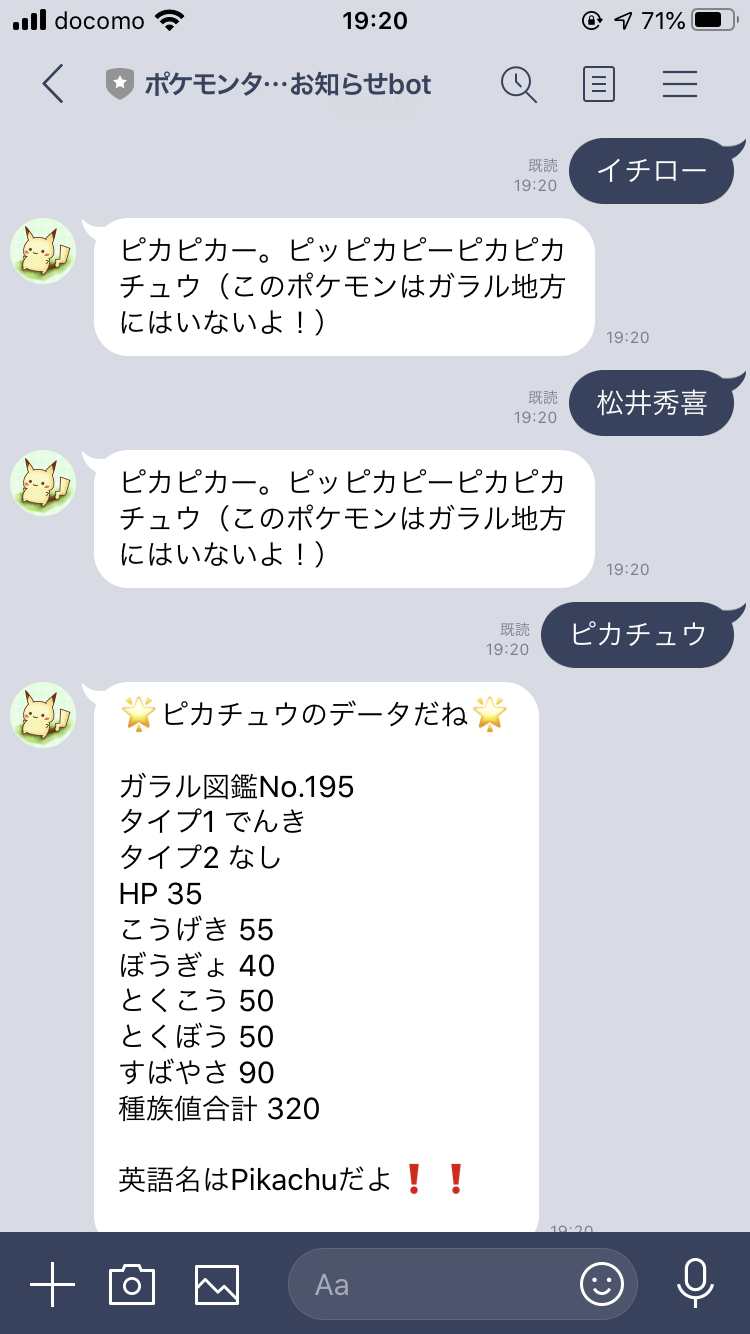 docomo 19:20 71%
ポケモンタ…お知らせbot
既読
19:20
イチロー
ピカピカー。ピッピカピーピカピカ
チュウ（このポケモンはガラル地方
にはいないよ！）
19:20
既読
19:20
松井秀喜
ピカピカー。ピッピカピーピカピカ
チュウ（このポケモンはガラル地方
にはいないよ！）
19:20
既読
19:20
ピカチュウ
🌟ピカチュウのデータだね🌟
ガラル図鑑No.195
タイプ1 でんき
タイプ2 なし
HP 35
こうげき 55
ぼうぎょ 40
とくこう 50
とくぼう 50
すばやさ 90
種族値合計 320
英語名はPikachuだよ❗❗
19:20
Aa